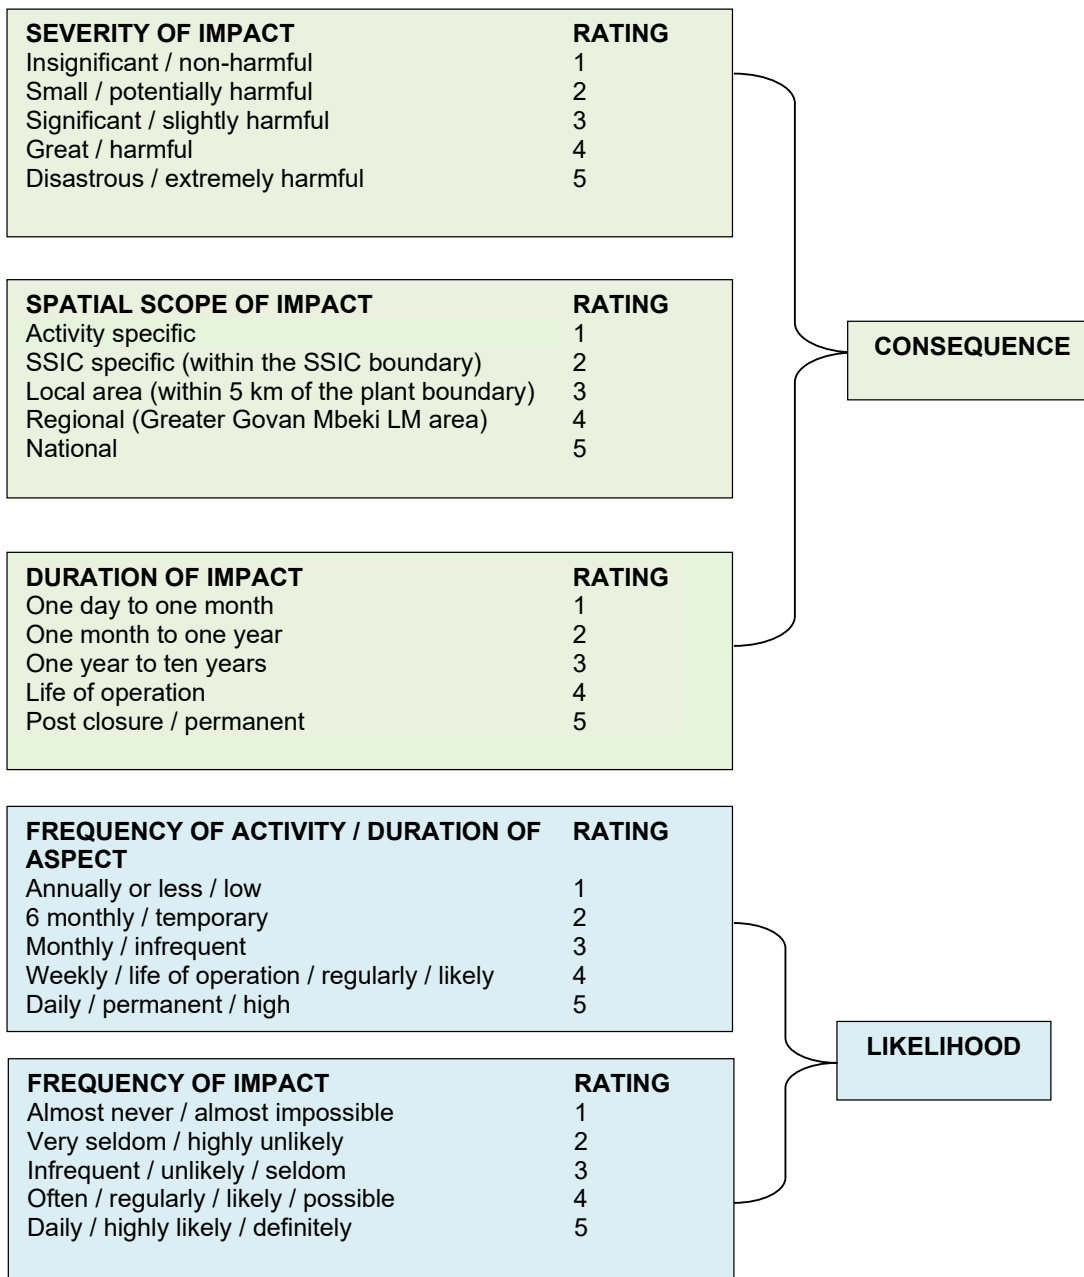 SEVERITY OF IMPACT RATING
Insignificant / non-harmful 1
Small / potentially harmful 2
Significant / slightly harmful 3
Great / harmful 4
Disastrous / extremely harmful 5
SPATIAL SCOPE OF IMPACT RATING
Activity specific 1
SSIC specific (within the SSIC boundary) 2
Local area (within 5 km of the plant boundary) 3
Regional (Greater Govan Mbeki LM area) 4
National 5
CONSEQUENCE
DURATION OF IMPACT RATING
One day to one month 1
One month to one year 2
One year to ten years 3
Life of operation 4
Post closure / permanent 5
FREQUENCY OF ACTIVITY / DURATION OF RATING
ASPECT
Annually or less / low 1
6 monthly / temporary 2
Monthly / infrequent 3
Weekly / life of operation / regularly / likely 4
Daily / permanent / high 5
LIKELIHOOD
FREQUENCY OF IMPACT RATING
Almost never / almost impossible 1
Very seldom / highly unlikely 2
Infrequent / unlikely / seldom 3
Often / regularly / likely / possible 4
Daily / highly likely / definitely 5